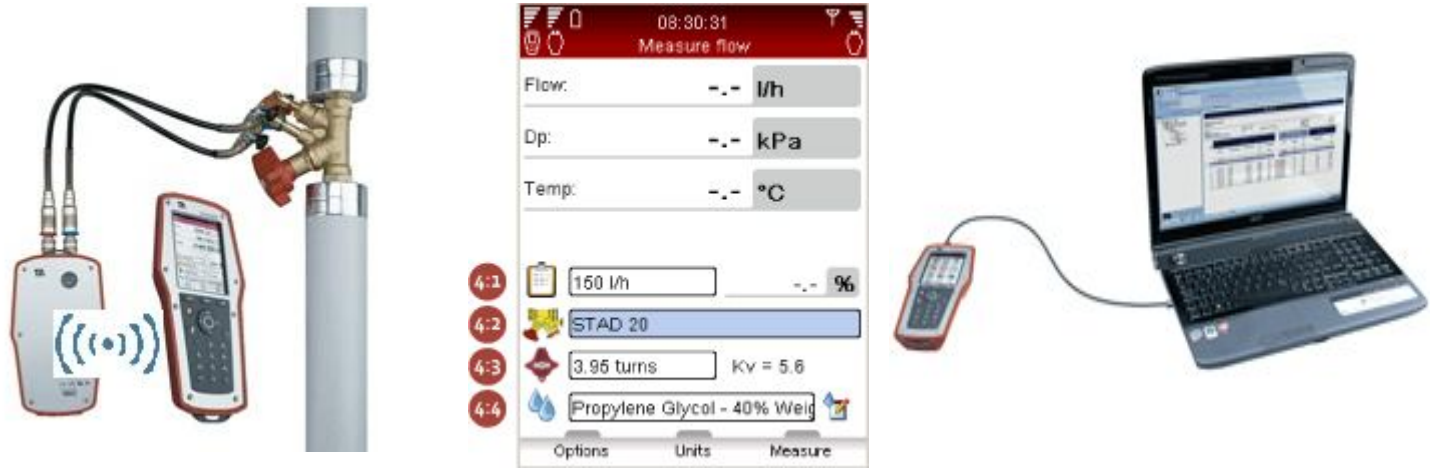 08:30:31
Measure flow
Flow: -.- l/h
Dp: -.- kPa
Temp: -.- °C
4:1 150 l/h -.- %
4:2 STAD 20
4:3 3.95 turns Kv = 5.6
4:4 Propylene Glycol - 40% Weig
Options Units Measure